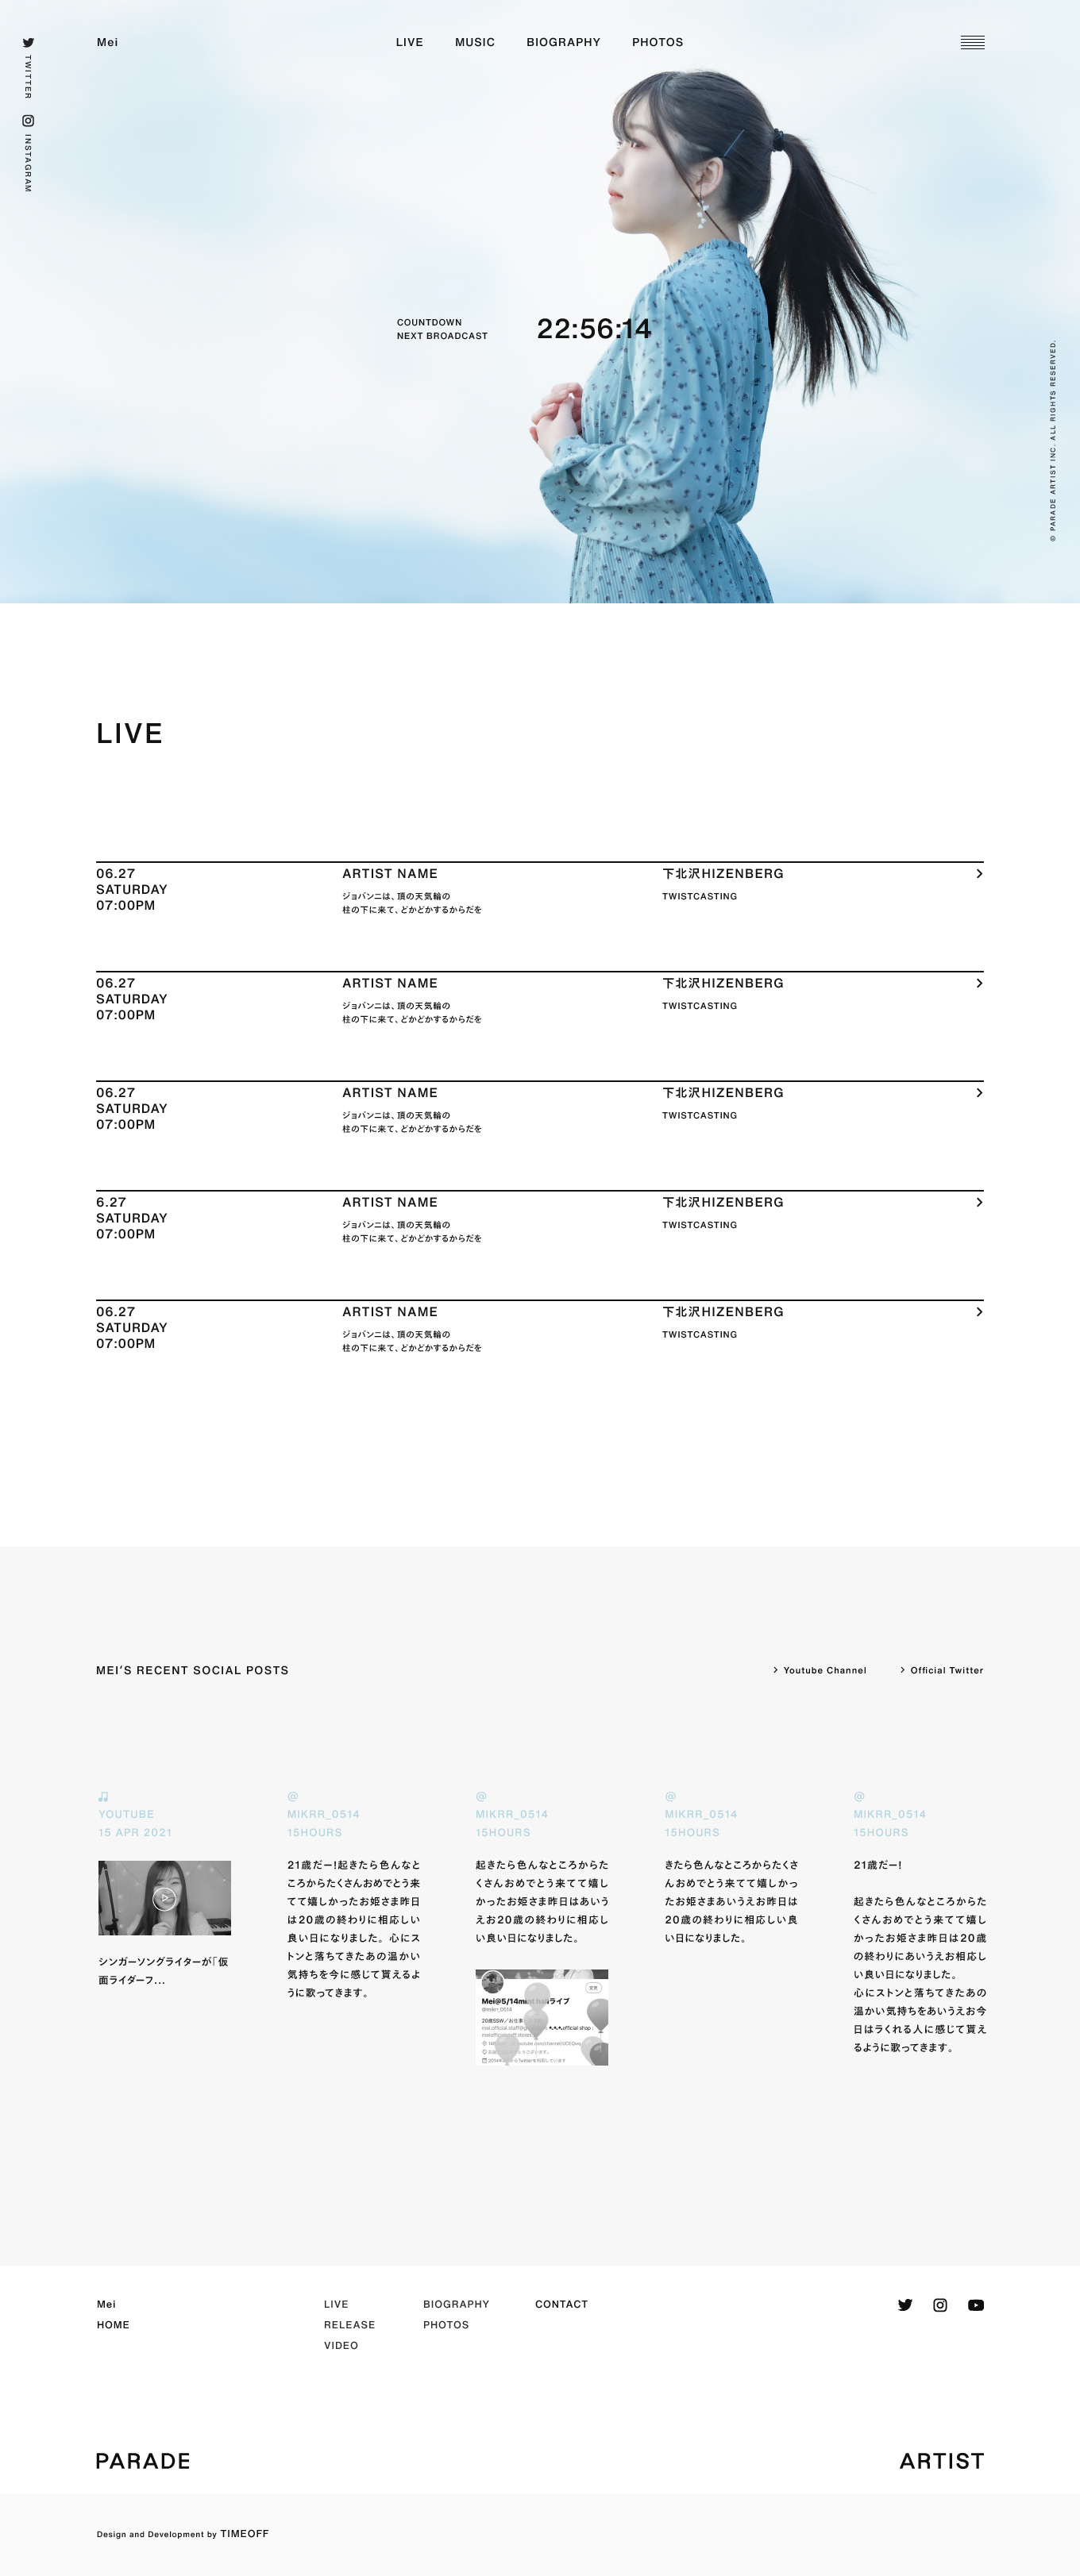 Mei
LIVE
MUSIC
BIOGRAPHY
PHOTOS
TWITTER
INSTAGRAM
COUNTDOWN
NEXT BROADCAST
22:56:14
© PARADE ARTIST INC. ALL RIGHTS RESERVED.
LIVE
06.27
SATURDAY
07:00PM
ARTIST NAME
ジョバンニは、頂の天気輪の
柱の下に来て、どかどかするからだを
下北沢HIZENBERG
TWISTCASTING
06.27
SATURDAY
07:00PM
ARTIST NAME
ジョバンニは、頂の天気輪の
柱の下に来て、どかどかするからだを
下北沢HIZENBERG
TWISTCASTING
06.27
SATURDAY
07:00PM
ARTIST NAME
ジョバンニは、頂の天気輪の
柱の下に来て、どかどかするからだを
下北沢HIZENBERG
TWISTCASTING
6.27
SATURDAY
07:00PM
ARTIST NAME
ジョバンニは、頂の天気輪の
柱の下に来て、どかどかするからだを
下北沢HIZENBERG
TWISTCASTING
06.27
SATURDAY
07:00PM
ARTIST NAME
ジョバンニは、頂の天気輪の
柱の下に来て、どかどかするからだを
下北沢HIZENBERG
TWISTCASTING
MEI'S RECENT SOCIAL POSTS
Youtube Channel
Official Twitter
YOUTUBE
15 APR 2021
シンガーソングライターが「仮
面ライダーフ...
@
MIKRR_0514
15HOURS
21歳だー!起きたら色んなと
ころからたくさんおめでとう来
てて嬉しかったお姫さま昨日
は20歳の終わりに相応しい
良い日になりました。心にス
トンと落ちてきたあの温かい
気持ちを今に感じて貰えるよ
うに歌ってきます。
@
MIKRR_0514
15HOURS
起きたら色んなところからた
くさんおめでとう来てて嬉し
かったお姫さま昨日はあいう
えお20歳の終わりに相応し
い良い日になりました。
Mei@5/14
ライブ
@mikrr_0514
@
MIKRR_0514
15HOURS
きたら色んなところからたくさ
んおめでとう来てて嬉しかっ
たお姫さまあいうえお昨日は
20歳の終わりに相応しい良
い日になりました。
@
MIKRR_0514
15HOURS
21歳だー!
起きたら色んなところからた
くさんおめでとう来てて嬉し
かったお姫さま昨日は20歳
の終わりにあいうえお相応し
い良い日になりました。
心にストンと落ちてきたあの
温かい気持ちをあいうえお今
日はラくれる人に感じて貰え
るように歌ってきます。
Mei
HOME
LIVE
RELEASE
VIDEO
BIOGRAPHY
PHOTOS
CONTACT
PARADE
ARTIST
Design and Development by TIMEOFF